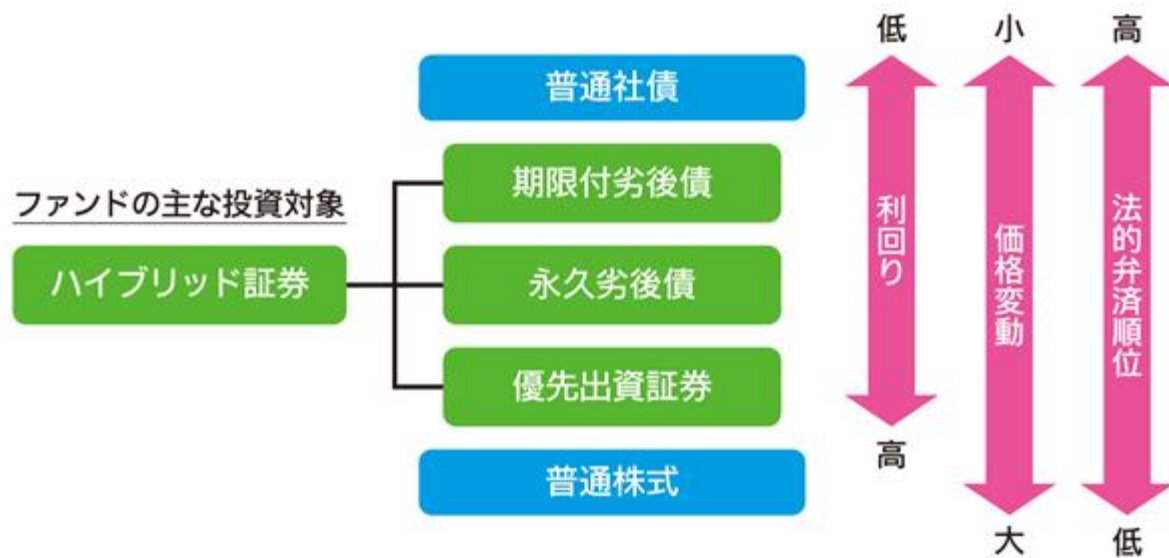 低
小
高
普通社債
期限付劣後債
ファンドの主な投資対象
ハイブリッド証券
永久劣後債
優先出資証券
普通株式
利回り
価格変動
法的弁済順位
高
大
低